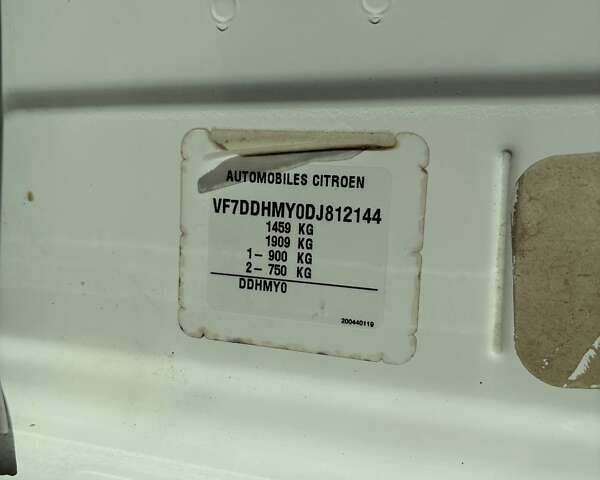 AUTOMOBILES CITROEN
VF7DDHMY0DJ812144
1459 KG
1909 KG
1- 900 KG
2- 750 KG
DDHMY0
200440119